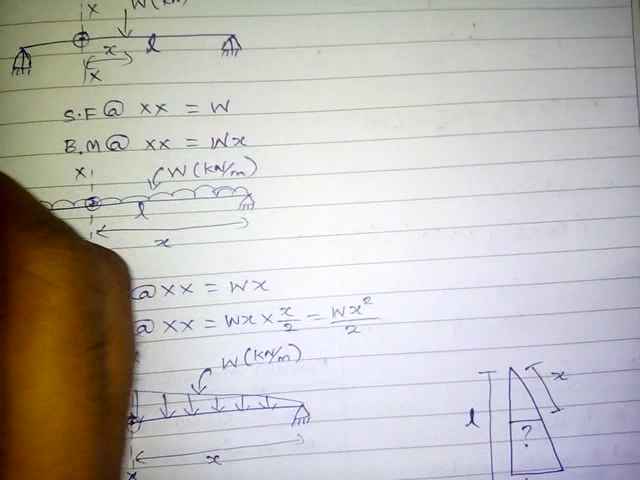 X W(kN)
x l
X
S.F @ XX = W
B.M @ XX = Wx
X W(kN/m)
l
x
@ XX = Wx
@ XX = Wx × x/2 = Wx²/2
W(kN/m)
x
l ?
x
x